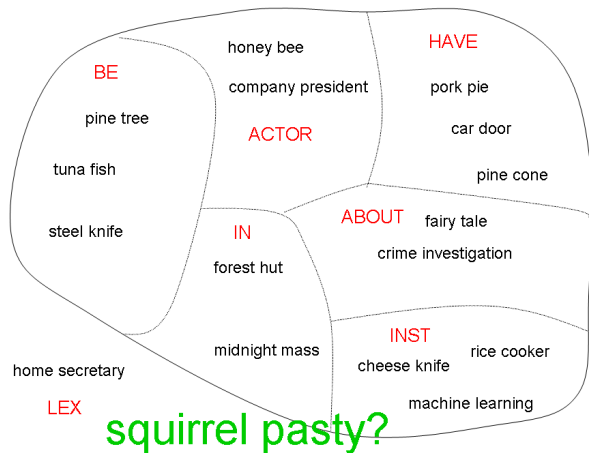 honey bee
HAVE
BE
company president
pork pie
pine tree
car door
ACTOR
tuna fish
pine cone
ABOUT
fairy tale
steel knife
IN
crime investigation
forest hut
INST
midnight mass
rice cooker
cheese knife
home secretary
machine learning
LEX
squirrel pasty?